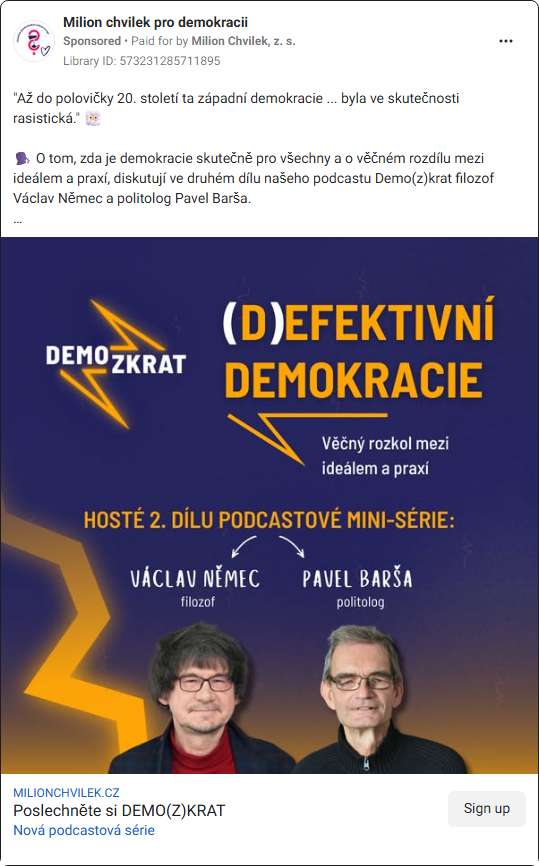 Milion chvilek pro demokracii
Sponsored • Paid for by Milion Chvilek, z. s.
Library ID: 573231285711895
"Až do polovičky 20. století ta západní demokracie ... byla ve skutečnosti
rasistická."
O tom, zda je demokracie skutečně pro všechny a o věčném rozdílu mezi
ideálem a praxí, diskutují ve druhém dílu našeho podcastu Demo(z)krat filozof
Václav Němec a politolog Pavel Barša.
...
DEMO
ZKRAT
(D)EFEKTIVNÍ
DEMOKRACIE
Věčný rozkol mezi
ideálem a praxí
HOSTÉ 2. DÍLU PODCASTOVÉ MINI-SÉRIE:
VÁCLAV NĚMEC
filozof
PAVEL BARŠA
politolog
MILIONCHVILEK.CZ
Poslechněte si DEMO(Z)KRAT
Nová podcastová série
Sign up